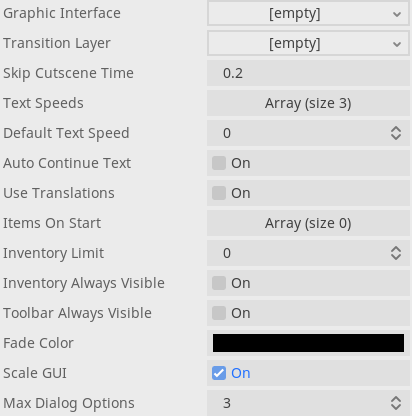 Graphic Interface [empty]
Transition Layer [empty]
Skip Cutscene Time 0.2
Text Speeds Array (size 3)
Default Text Speed 0
Auto Continue Text On
Use Translations On
Items On Start Array (size 0)
Inventory Limit 0
Inventory Always Visible On
Toolbar Always Visible On
Fade Color
Scale GUI On
Max Dialog Options 3